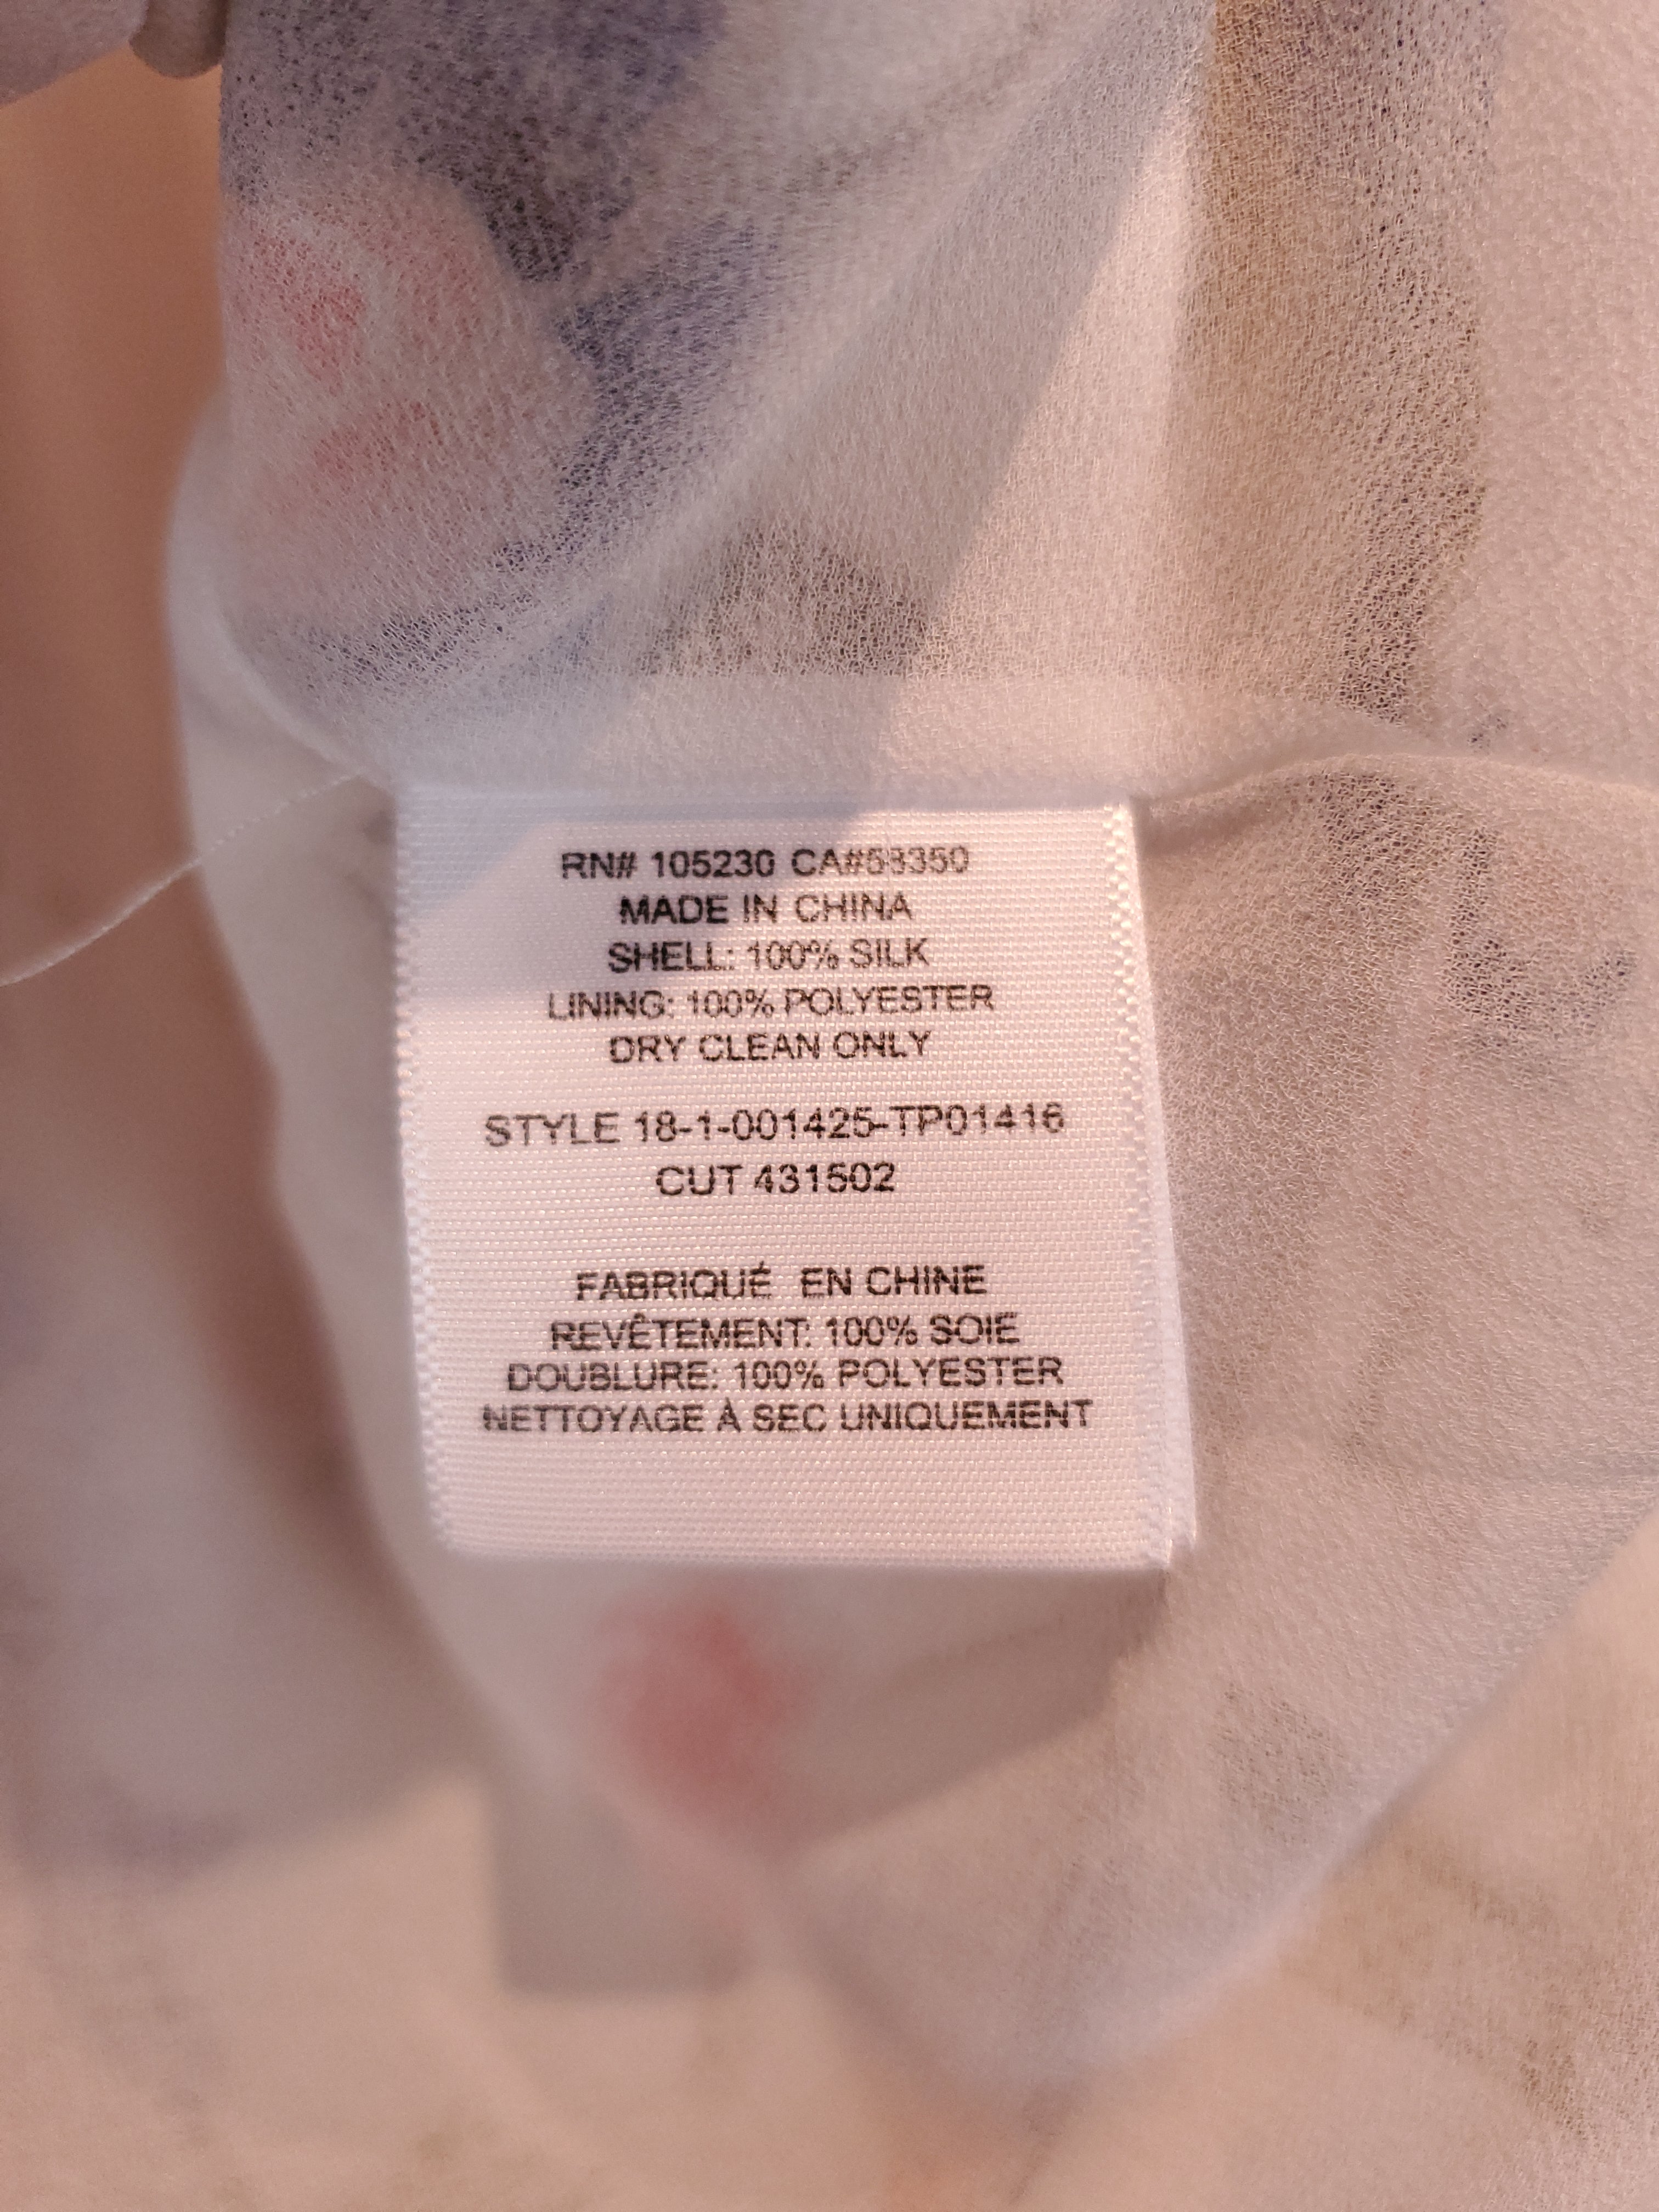 RN# 105230 CA#58350
MADE IN CHINA
SHELL: 100% SILK
LINING: 100% POLYESTER
DRY CLEAN ONLY
STYLE 18-1-001425-TP01416
CUT 431502
FABRIQUÉ EN CHINE
REVÊTEMENT: 100% SOIE
DOUBLURE: 100% POLYESTER
NETTOYAGE À SEC UNIQUEMENT